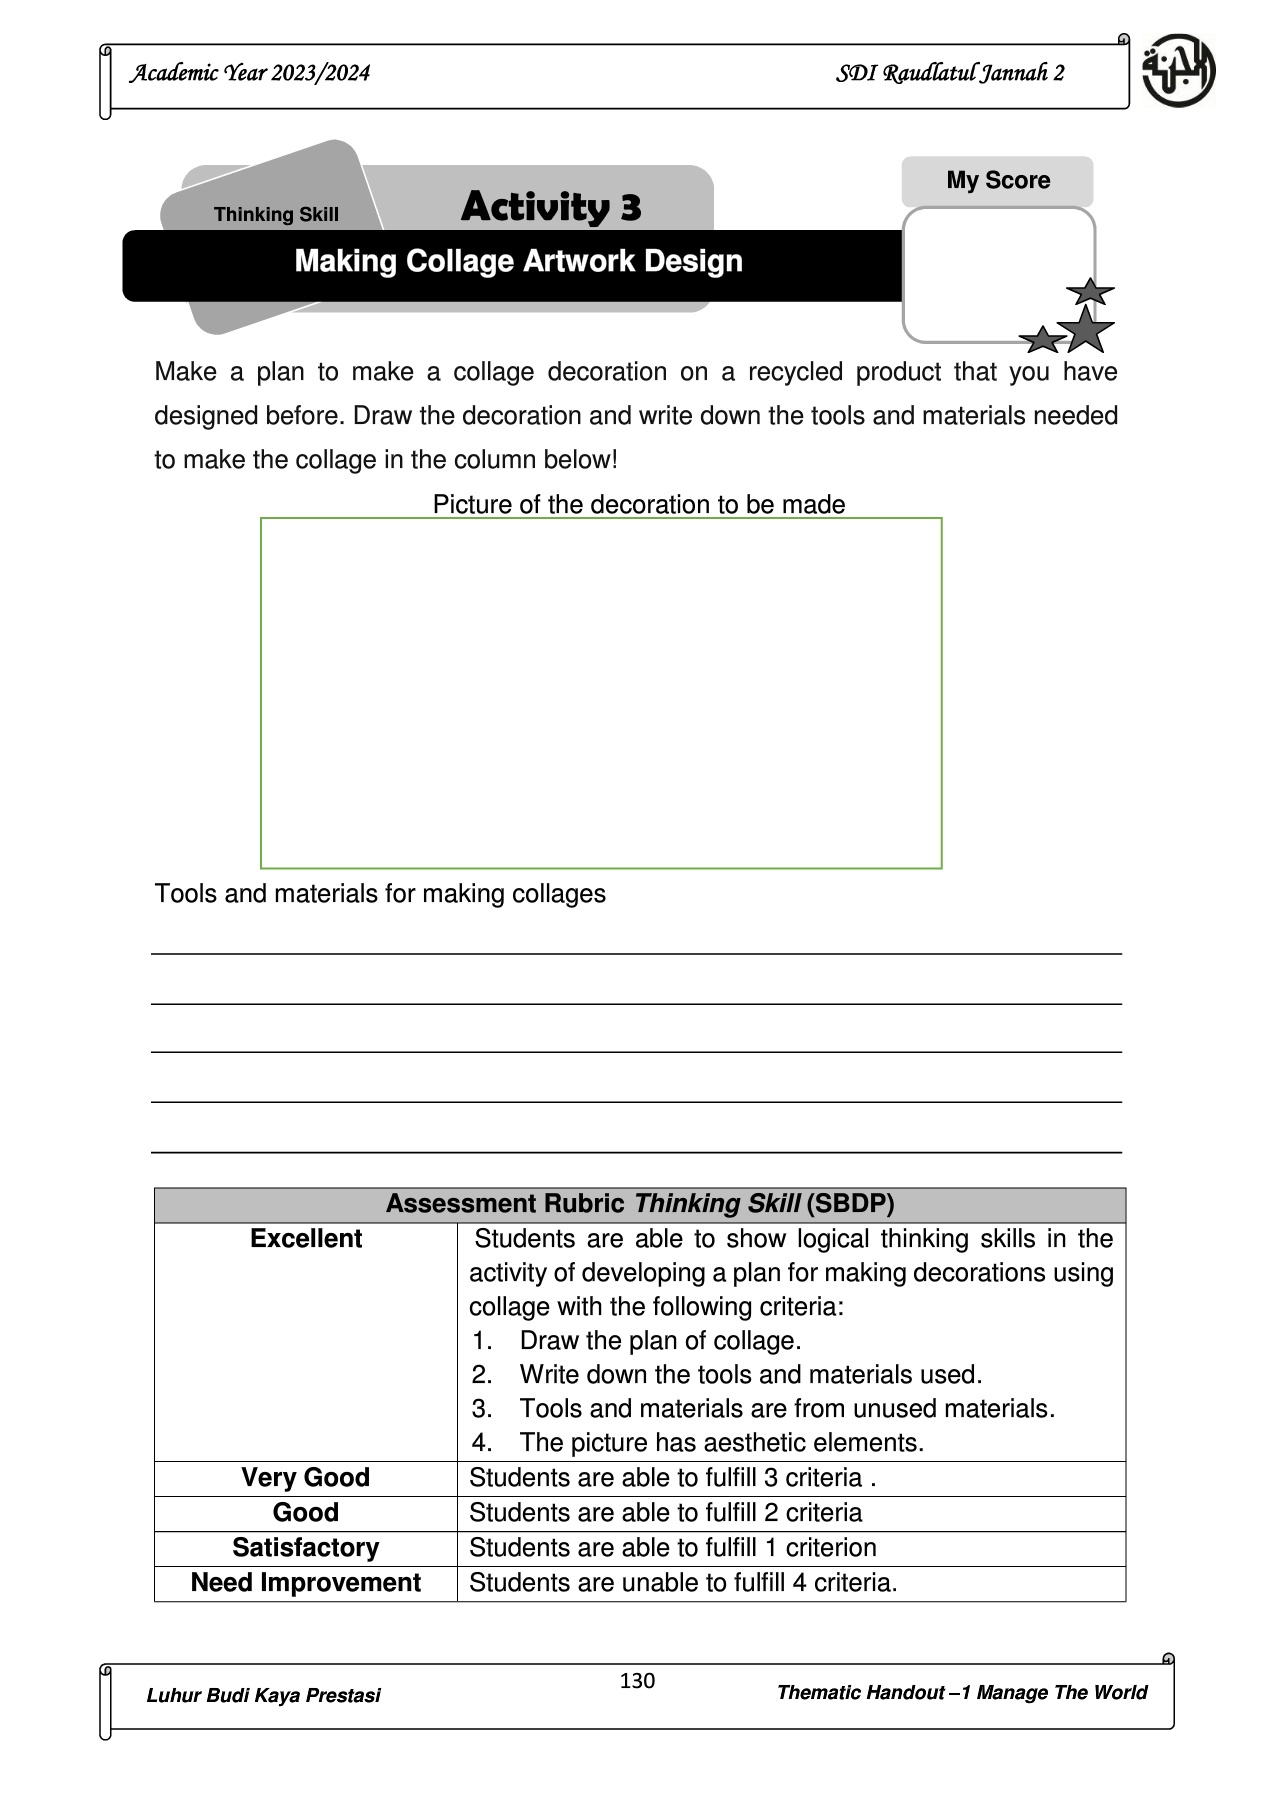 Academic Year 2023/2024
SDI Raudlatul Jannah 2
My Score
Thinking Skill
Activity 3
Making Collage Artwork Design
Make a plan to make a collage decoration on a recycled product that you have
designed before. Draw the decoration and write down the tools and materials needed
to make the collage in the column below!
Picture of the decoration to be made
Tools and materials for making collages
Assessment Rubric Thinking Skill (SBDP)
Excellent
Students are able to show logical thinking skills in the
activity of developing a plan for making decorations using
collage with the following criteria:
1. Draw the plan of collage.
2. Write down the tools and materials used.
3. Tools and materials are from unused materials.
4. The picture has aesthetic elements.
Very Good
Students are able to fulfill 3 criteria .
Good
Students are able to fulfill 2 criteria
Satisfactory
Students are able to fulfill 1 criterion
Need Improvement
Students are unable to fulfill 4 criteria.
Luhur Budi Kaya Prestasi
130
Thematic Handout –1 Manage The World